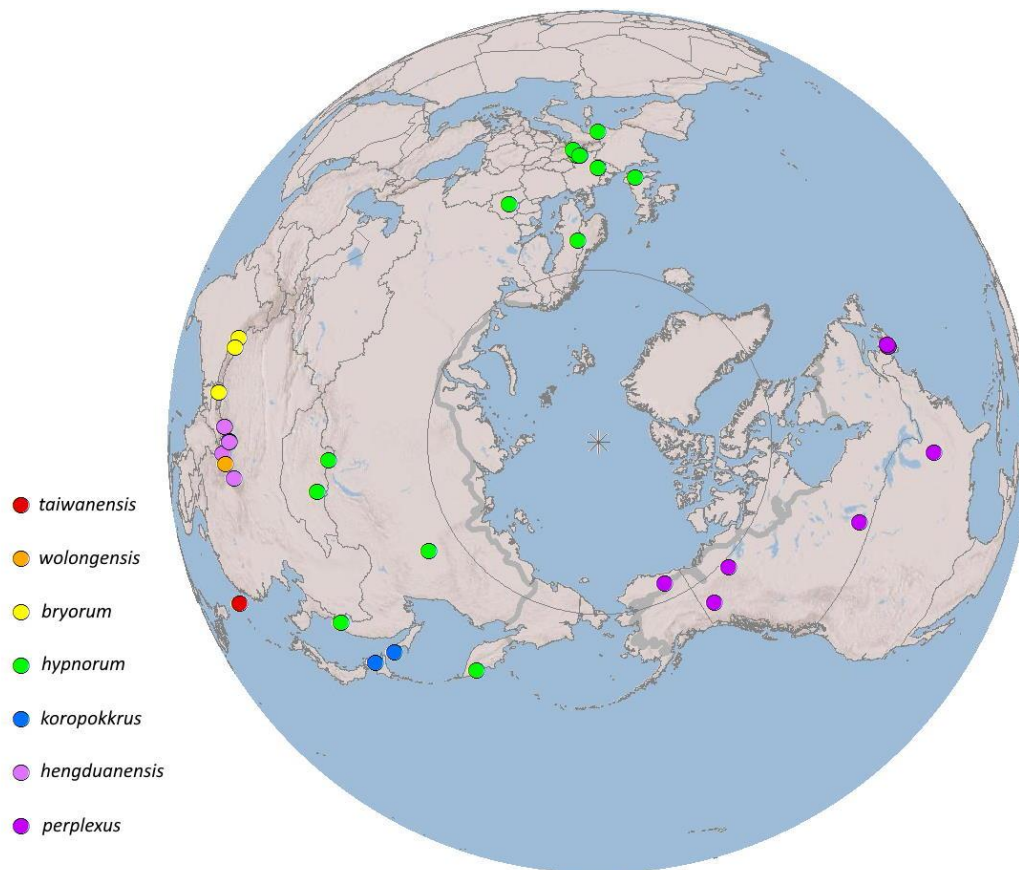 taiwanensis
wolongensis
bryorum
hypnorum
koropokkrus
hengduanensis
perplexus